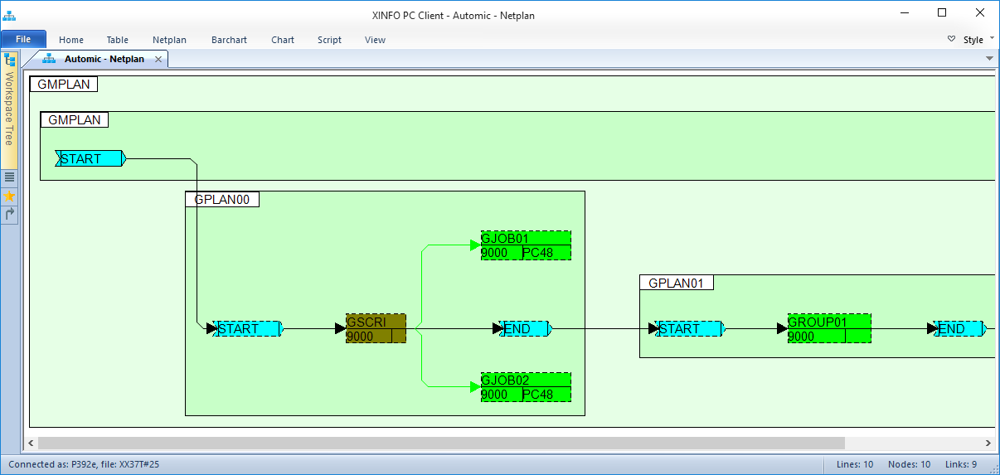 XINFO PC Client - Automic - Netplan
File Home Table Netplan Barchart Chart Script View Style
Automic - Netplan
Workspace Tree
GMPLAN
GMPLAN
START
GPLAN00
GJOB01
9000 PC48
GPLAN01
START
GSCRI
9000
END
START
GROUP01
9000
END
GJOB02
9000 PC48
Connected as: P392e, file: XX37T#25 Lines: 10 Nodes: 10 Links: 9